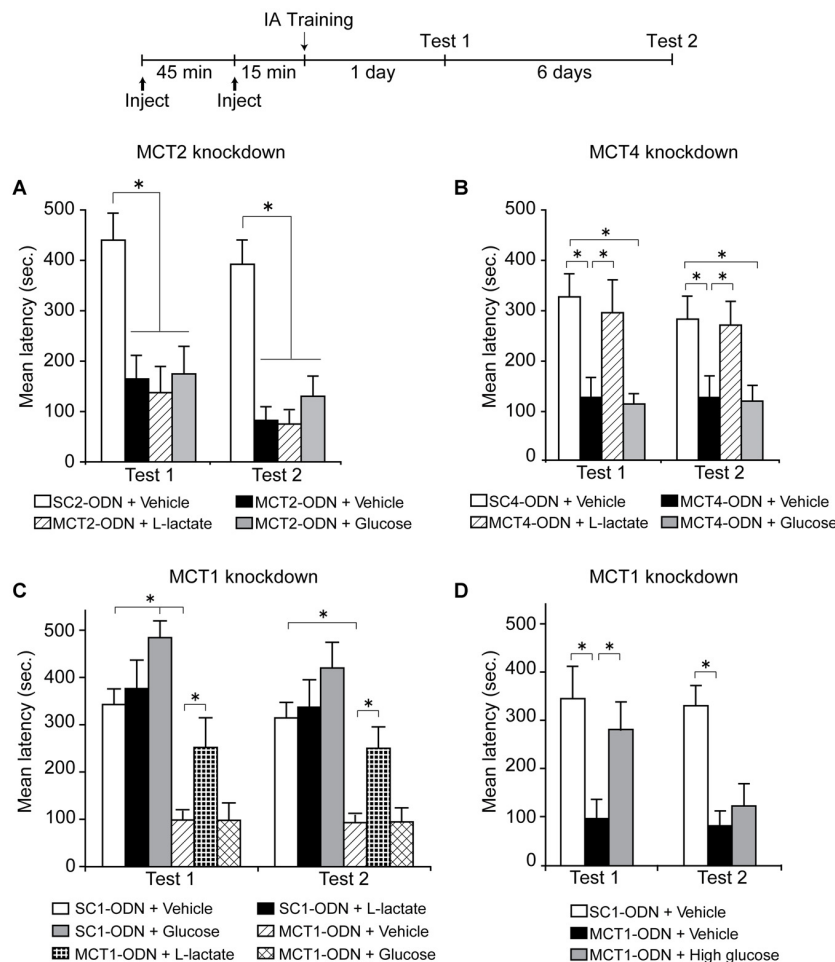 IA Training
Test 1 Test 2
45 min 15 min 1 day 6 days
Inject Inject
MCT2 knockdown
A
Mean latency (sec.)
500
400
300
200
100
0
*
*
Test 1 Test 2
SC2-ODN + Vehicle MCT2-ODN + Vehicle
MCT2-ODN + L-lactate MCT2-ODN + Glucose
MCT4 knockdown
B
Mean latency (sec.)
500
400
300
200
100
0
*
* *
*
* *
Test 1 Test 2
SC4-ODN + Vehicle MCT4-ODN + Vehicle
MCT4-ODN + L-lactate MCT4-ODN + Glucose
MCT1 knockdown
C
Mean latency (sec.)
500
400
300
200
100
0
*
*
*
*
Test 1 Test 2
SC1-ODN + Vehicle SC1-ODN + L-lactate
SC1-ODN + Glucose MCT1-ODN + Vehicle
MCT1-ODN + L-lactate MCT1-ODN + Glucose
MCT1 knockdown
D
Mean latency (sec.)
500
400
300
200
100
0
* *
*
Test 1 Test 2
SC1-ODN + Vehicle
MCT1-ODN + Vehicle
MCT1-ODN + High glucose